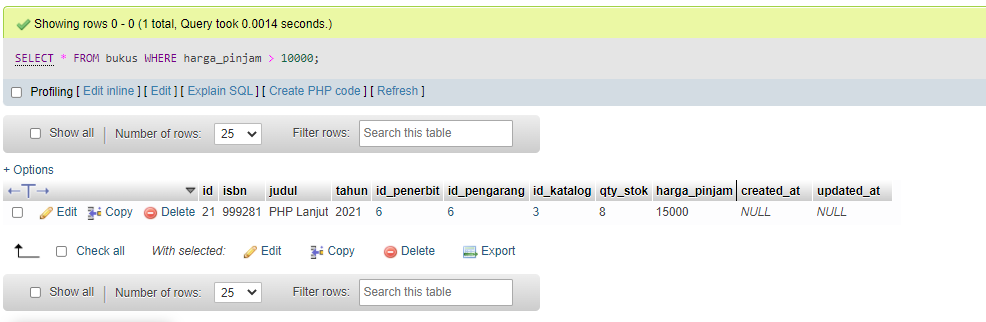 Showing rows 0 - 0 (1 total, Query took 0.0014 seconds.)
SELECT * FROM bukus WHERE harga_pinjam > 10000;
Profiling [ Edit inline ] [ Edit ] [ Explain SQL ] [ Create PHP code ] [ Refresh ]
Show all Number of rows: 25 Filter rows: Search this table
+ Options
←T→ id isbn judul tahun id_penerbit id_pengarang id_katalog qty_stok harga_pinjam created_at updated_at
Edit Copy Delete 21 999281 PHP Lanjut 2021 6 6 3 8 15000 NULL NULL
Check all With selected: Edit Copy Delete Export
Show all Number of rows: 25 Filter rows: Search this table